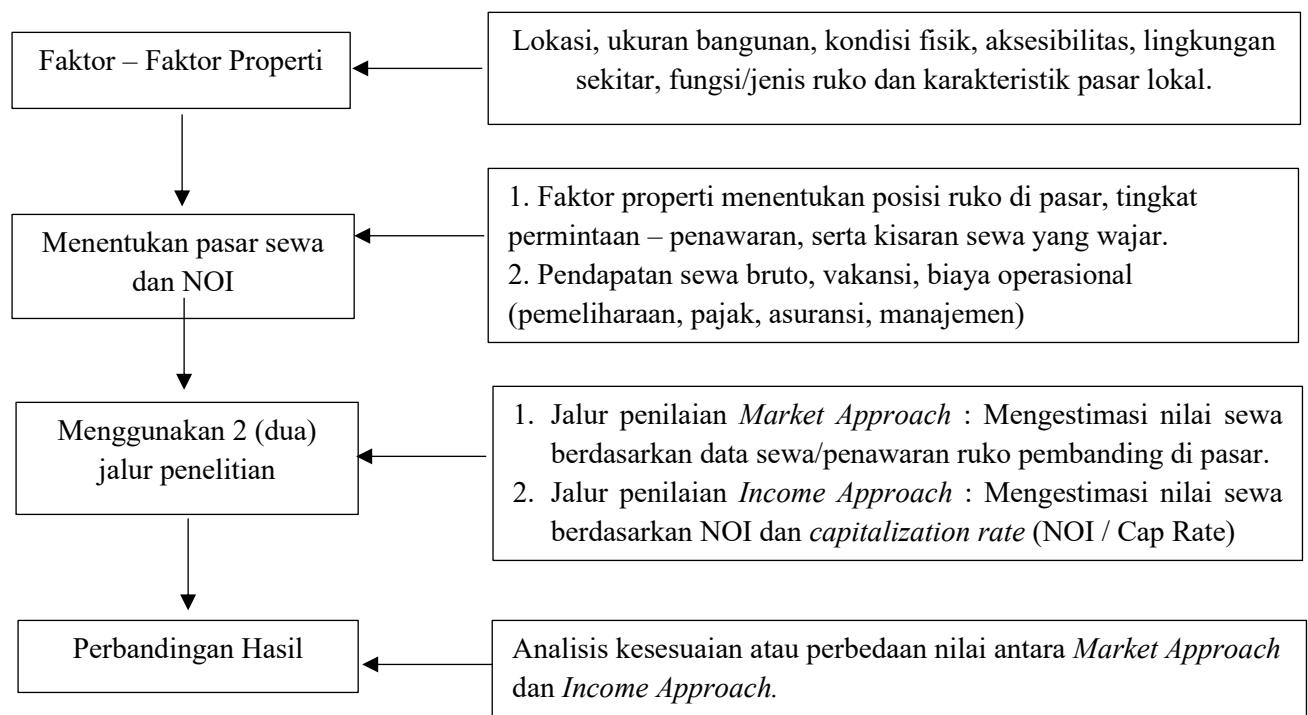 Faktor – Faktor Properti
Lokasi, ukuran bangunan, kondisi fisik, aksesibilitas, lingkungan
sekitar, fungsi/jenis ruko dan karakteristik pasar lokal.
Menentukan pasar sewa
dan NOI
1. Faktor properti menentukan posisi ruko di pasar, tingkat
permintaan – penawaran, serta kisaran sewa yang wajar.
2. Pendapatan sewa bruto, vakansi, biaya operasional
(pemeliharaan, pajak, asuransi, manajemen)
Menggunakan 2 (dua)
jalur penelitian
1. Jalur penilaian Market Approach : Mengestimasi nilai sewa
berdasarkan data sewa/penawaran ruko pembanding di pasar.
2. Jalur penilaian Income Approach : Mengestimasi nilai sewa
berdasarkan NOI dan capitalization rate (NOI / Cap Rate)
Perbandingan Hasil
Analisis kesesuaian atau perbedaan nilai antara Market Approach
dan Income Approach.